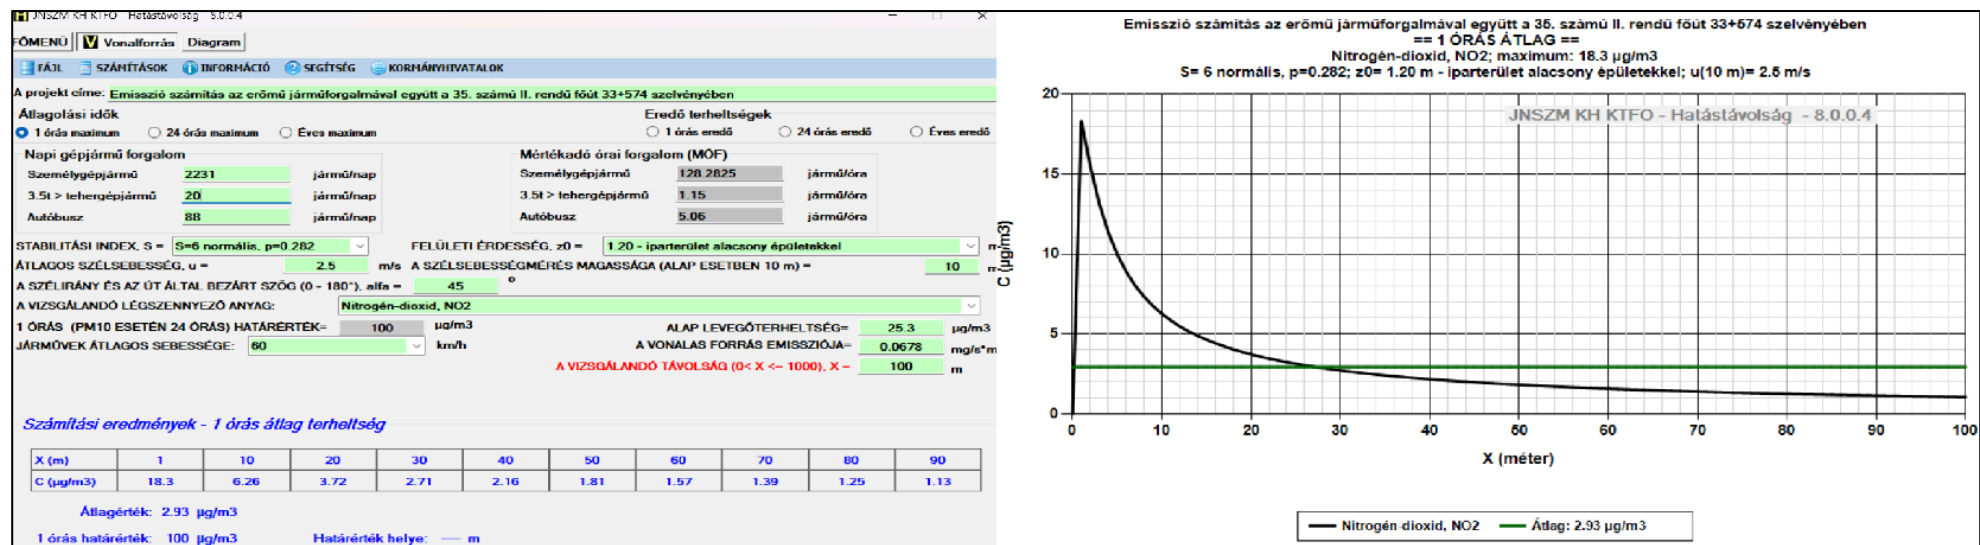 JNSZM KH KTFO - Hatástávolság - 8.0.0.4
FŐMENÜ Vonalforrás Diagram
FÁJL SZÁMÍTÁSOK INFORMÁCIÓ SEGÍTSÉG KORMÁNYHIVATALOK
A projekt címe: Emisszió számítás az erőmű járműforgalmával együtt a 35. számú II. rendű főút 33+574 szelvényében
Átlagolási idők Eredő terheltségek
1 órás maximum 24 órás maximum Éves maximum 1 órás eredő 24 órás eredő Éves eredő
Napi gépjármű forgalom Mértékadó órai forgalom (MÓF)
Személygépjármű 2231 jármű/nap Személygépjármű 128.2825 jármű/óra
3.5t > tehergépjármű 20 jármű/nap 3.5t > tehergépjármű 1.15 jármű/óra
Autóbusz 88 jármű/nap Autóbusz 5.06 jármű/óra
STABILITÁSI INDEX, S = S=6 normális, p=0.282 FELÜLETI ÉRDESSÉG, z0 = 1.20 - iparterület alacsony épületekkel m
ÁTLAGOS SZÉLSEBESSÉG, u = 2.5 m/s A SZÉLSEBESSÉGMÉRÉS MAGASSÁGA (ALAP ESETBEN 10 m) = 10 m
A SZÉLIRÁNY ÉS AZ ÚT ÁLTAL BEZÁRT SZÖG (0 - 180°), alfa = 45 °
A VIZSGÁLANDÓ LÉGSZENNYEZŐ ANYAG: Nitrogén-dioxid, NO2
1 ÓRÁS (PM10 ESETÉN 24 ÓRÁS) HATÁRÉRTÉK= 100 µg/m3 ALAP LEVEGŐTERHELTSÉG= 25.3 µg/m3
JÁRMŰVEK ÁTLAGOS SEBESSÉGE: 60 km/h A VONALAS FORRÁS EMISSZIÓJA= 0.0678 mg/s*m
A VIZSGÁLANDÓ TÁVOLSÁG (0< X <= 1000), X = 100 m
Számítási eredmények - 1 órás átlag terheltség
X (m) 1 10 20 30 40 50 60 70 80 90
C (µg/m3) 18.3 6.26 3.72 2.71 2.16 1.81 1.57 1.39 1.25 1.13
Átlagérték: 2.93 µg/m3
1 órás határérték: 100 µg/m3 Határérték helye: --- m
Emisszió számítás az erőmű járműforgalmával együtt a 35. számú II. rendű főút 33+574 szelvényében
== 1 ÓRÁS ÁTLAG ==
Nitrogén-dioxid, NO2; maximum: 18.3 µg/m3
S= 6 normális, p=0.282; z0= 1.20 m - iparterület alacsony épületekkel; u(10 m)= 2.5 m/s
JNSZM KH KTFO - Hatástávolság - 8.0.0.4
C (µg/m3)
20
15
10
5
0
0 10 20 30 40 50 60 70 80 90 100
X (méter)
Nitrogén-dioxid, NO2 Átlag: 2.93 µg/m3